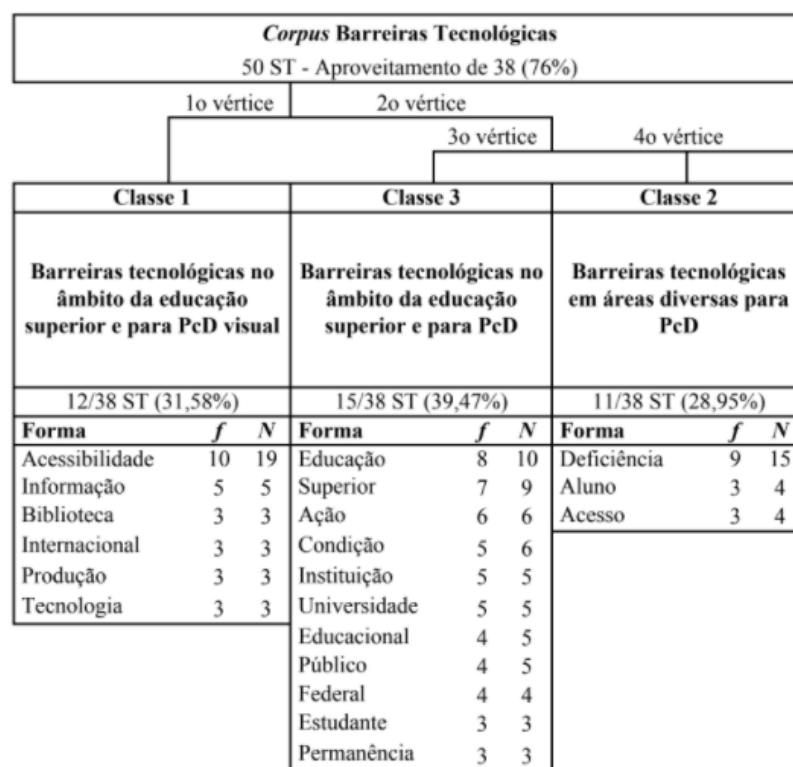 Corpus Barreiras Tecnológicas
50 ST - Aproveitamento de 38 (76%)
1o vértice 2o vértice
3o vértice 4o vértice
Classe 1
Barreiras tecnológicas no
âmbito da educação
superior e para PcD visual
12/38 ST (31,58%)
Forma f N
Acessibilidade 10 19
Informação 5 5
Biblioteca 3 3
Internacional 3 3
Produção 3 3
Tecnologia 3 3
Classe 3
Barreiras tecnológicas no
âmbito da educação
superior e para PcD
15/38 ST (39,47%)
Forma f N
Educação 8 10
Superior 7 9
Ação 6 6
Condição 5 6
Instituição 5 5
Universidade 5 5
Educacional 4 5
Público 4 5
Federal 4 4
Estudante 3 3
Permanência 3 3
Classe 2
Barreiras tecnológicas
em áreas diversas para
PcD
11/38 ST (28,95%)
Forma f N
Deficiência 9 15
Aluno 3 4
Acesso 3 4